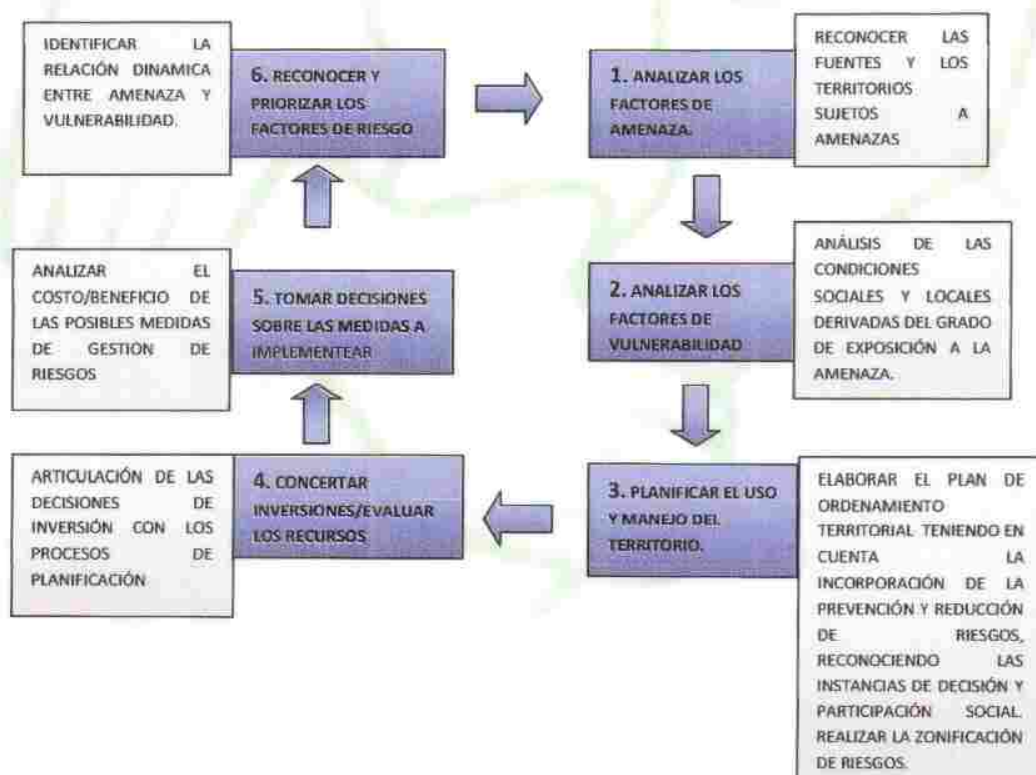 IDENTIFICAR LA
RELACIÓN DINAMICA
ENTRE AMENAZA Y
VULNERABILIDAD.
6. RECONOCER Y
PRIORIZAR LOS
FACTORES DE RIESGO
1. ANALIZAR LOS
FACTORES DE
AMENAZA.
RECONOCER LAS
FUENTES Y LOS
TERRITORIOS
SUJETOS A
AMENAZAS
ANALIZAR EL
COSTO/BENEFICIO DE
LAS POSIBLES MEDIDAS
DE GESTION DE
RIESGOS
5. TOMAR DECISIONES
SOBRE LAS MEDIDAS A
IMPLEMENTEAR
2. ANALIZAR LOS
FACTORES DE
VULNERABILIDAD
ANÁLISIS DE LAS
CONDICIONES
SOCIALES Y LOCALES
DERIVADAS DEL GRADO
DE EXPOSICIÓN A LA
AMENAZA.
ARTICULACIÓN DE LAS
DECISIONES DE
INVERSIÓN CON LOS
PROCESOS DE
PLANIFICACIÓN
4. CONCERTAR
INVERSIONES/EVALUAR
LOS RECURSOS
3. PLANIFICAR EL USO
Y MANEJO DEL
TERRITORIO.
ELABORAR EL PLAN DE
ORDENAMIENTO
TERRITORIAL TENIENDO EN
CUENTA LA
INCORPORACIÓN DE LA
PREVENCIÓN Y REDUCCIÓN
DE RIESGOS,
RECONOCIENDO LAS
INSTANCIAS DE DECISIÓN Y
PARTICIPACIÓN SOCIAL.
REALIZAR LA ZONIFICACIÓN
DE RIESGOS.